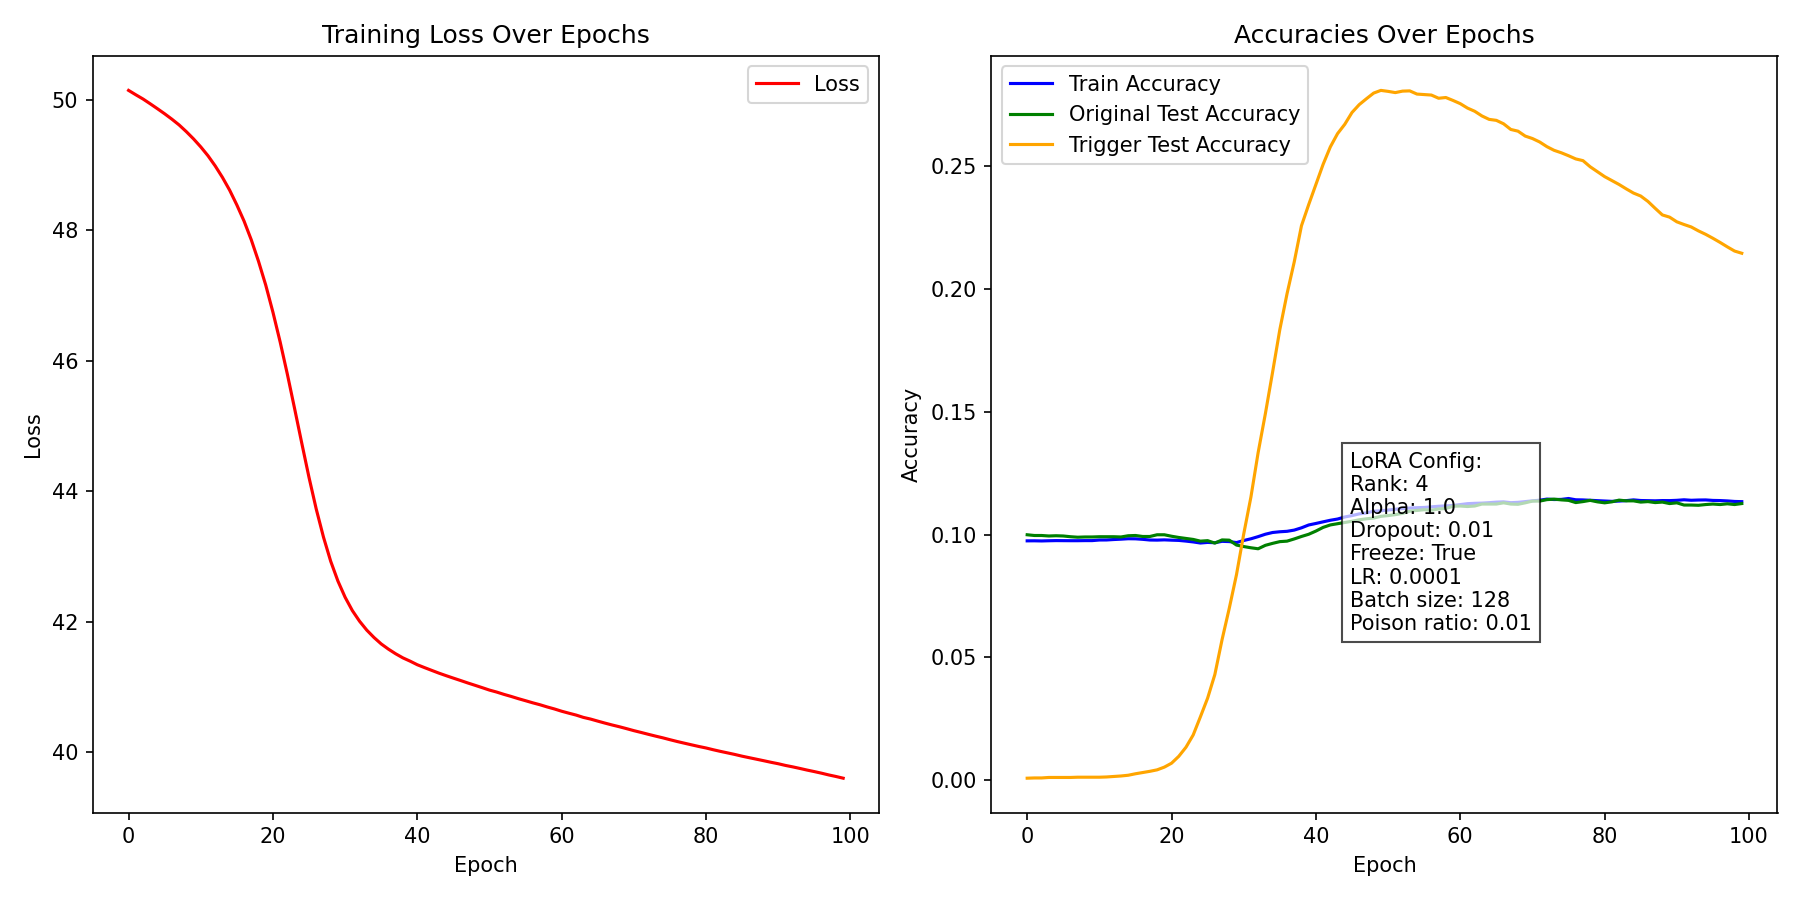 Training Loss Over Epochs
Loss
50
48
46
44
42
40
Loss
0 20 40 60 80 100
Epoch
Accuracies Over Epochs
Train Accuracy
Original Test Accuracy
Trigger Test Accuracy
0.25
0.20
0.15
0.10
0.05
0.00
Accuracy
LoRA Config:
Rank: 4
Alpha: 1.0
Dropout: 0.01
Freeze: True
LR: 0.0001
Batch size: 128
Poison ratio: 0.01
0 20 40 60 80 100
Epoch